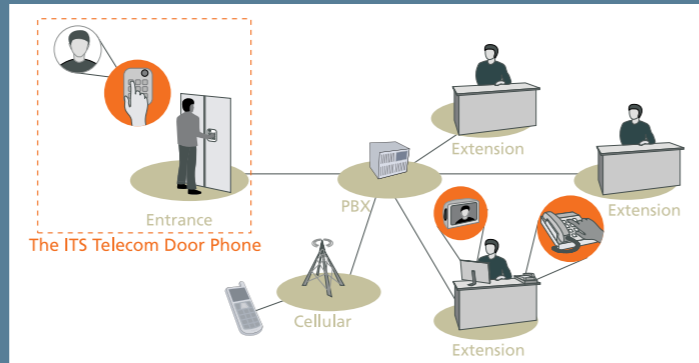 Extension
Extension
PBX
Entrance
The ITS Telecom Door Phone
Cellular
Extension